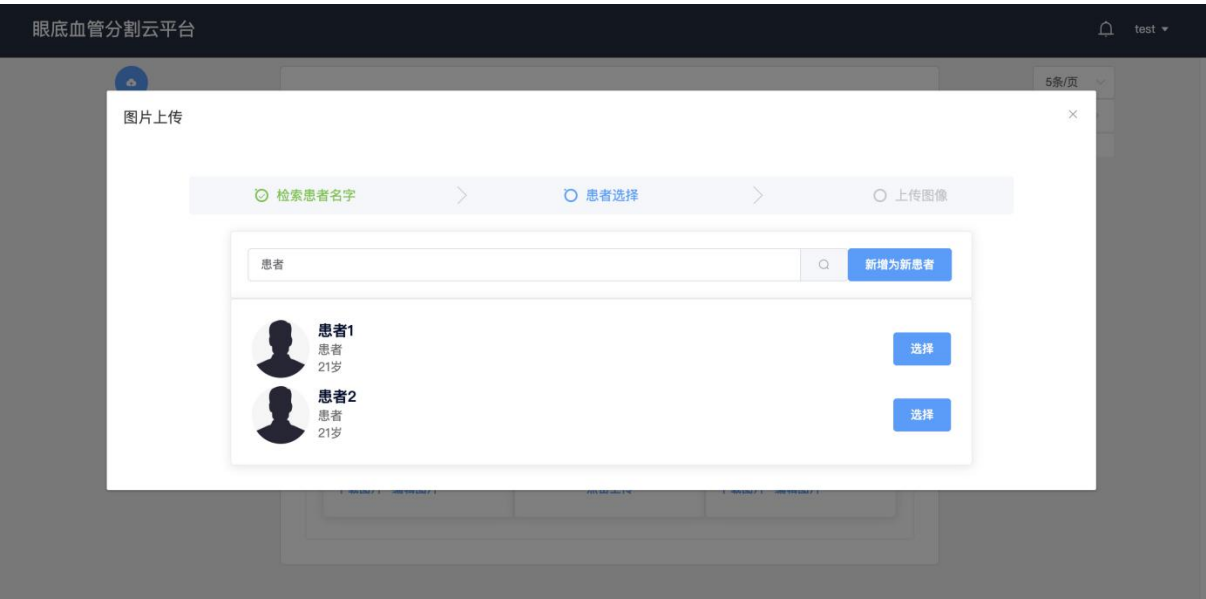 眼底血管分割云平台
test
5条/页
图片上传
检索患者名字
患者选择
上传图像
患者
新增为新患者
患者1
患者
21岁
选择
患者2
患者
21岁
选择